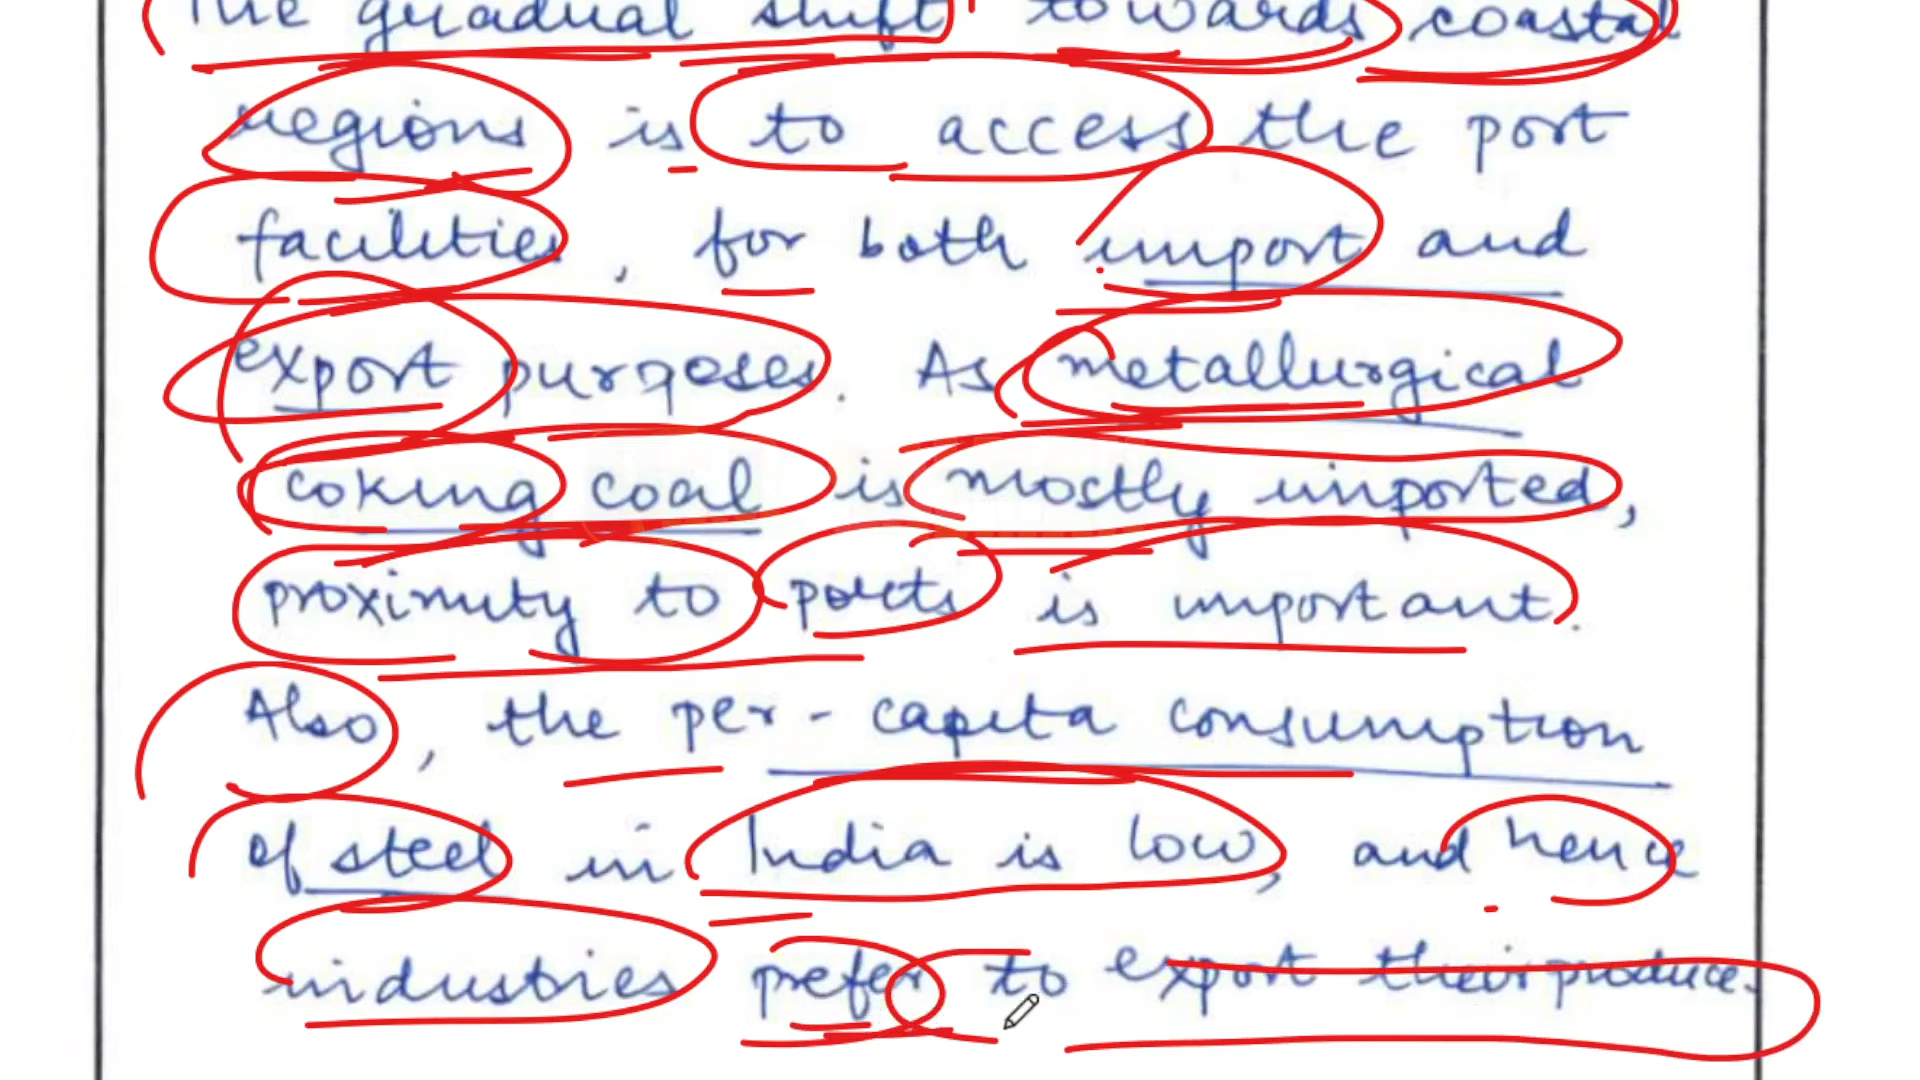 The gradual shift towards coastal
regions is to access the port
facilities, for both import and
export purposes. As metallurgical
coking coal is mostly imported,
proximity to ports is important.
Also, the per-capita consumption
of steel in India is low, and hence
industries prefer to export their produce.